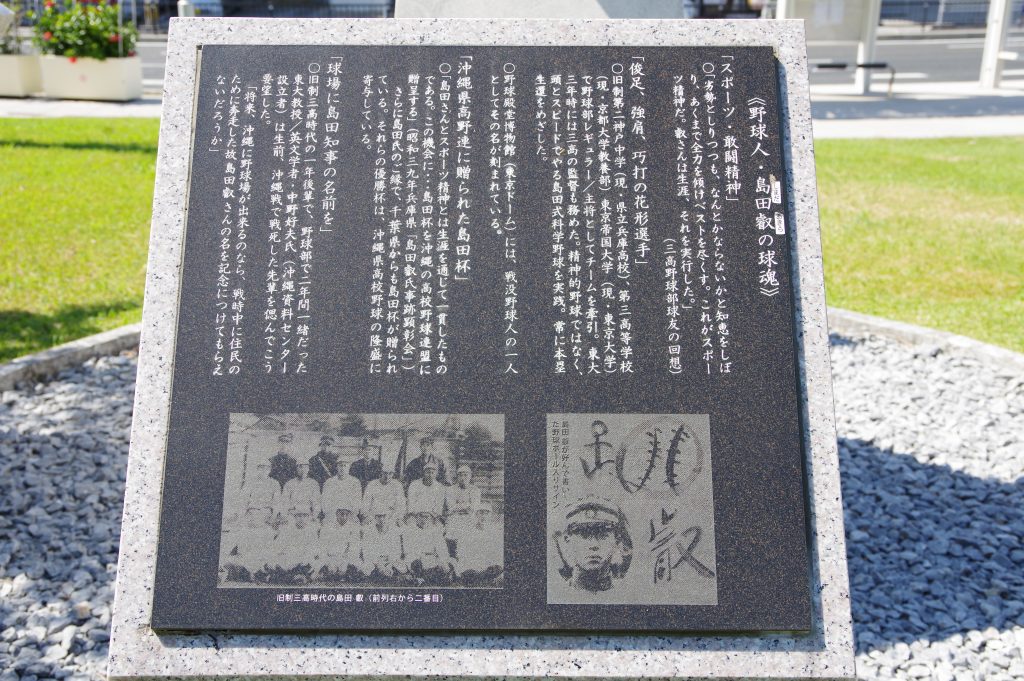 《野球人・島田叡の球魂》
「スポーツ・敢闘精神」
○「劣勢としりつつも、なんとかならないかと知恵をしぼ
り、あくまで全力を傾けベストを尽くす。これがスポー
ツ精神だ。叡さんは生涯、それを実行した。」
（三高野球部球友の回想）
「俊足、強肩、巧打の花形選手」
○旧制第二神戸中学（現・県立兵庫高校）、第三高等学校
（現・京都大学教養部）東京帝国大学（現・東京大学）
で野球部レギュラー／主将としてチームを牽引。東大
三年時には三高の監督も務めた。精神的野球ではなく、
頭とスピードでやる島田式科学野球を実践。常に本塁
生還をめざした。
○野球殿堂博物館（東京ドーム）には、戦没野球人の一人
としてその名が刻まれている。
「沖縄県高野連に贈られた島田杯」
○「島田さんとスポーツ精神とは生涯を通じて一貫したもの
である。この機会に・・島田杯を沖縄の高校野球連盟に
贈呈する」（昭和三九年兵庫県「島田叡氏事跡顕彰会」）
さらに島田氏のご縁で、千葉県からも島田杯が贈られ
ている。それらの優勝杯は、沖縄県高校野球の隆盛に
寄与している。
「球場に島田知事の名前を」
○旧制三高時代の一年後輩で、野球部で二年間一緒だった
東大教授／英文学者・中野好夫氏（沖縄資料センター
設立者）は生前、沖縄戦で戦死した先輩を偲んでこう
要望した。
「将来、沖縄に野球場が出来るのなら、戦時中に住民の
ために奉走した故島田叡さんの名を記念につけてもらえ
ないだろうか」
島田 叡が好んで書い
た野球ボール入りサイン
叡
旧制三高時代の島田 叡（前列右から二番目）